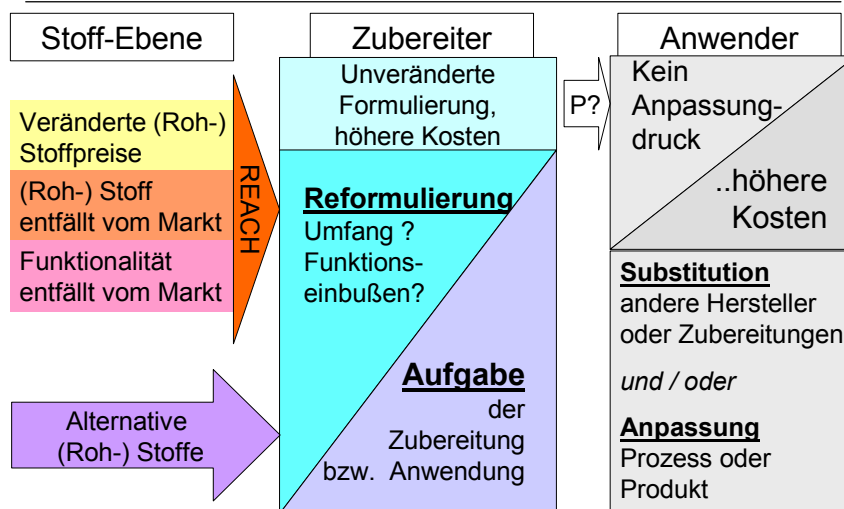 Stoff-Ebene
Veränderte (Roh-)
Stoffpreise
(Roh-) Stoff
entfällt vom Markt
Funktionalität
entfällt vom Markt
REACH
Alternative
(Roh-) Stoffe
Zubereiter
Unveränderte
Formulierung,
höhere Kosten
Reformulierung
Umfang ?
Funktions-
einbußen?
Aufgabe
der
Zubereitung
bzw. Anwendung
P?
Anwender
Kein
Anpassung-
druck
..höhere
Kosten
Substitution
andere Hersteller
oder Zubereitungen
und / oder
Anpassung
Prozess oder
Produkt